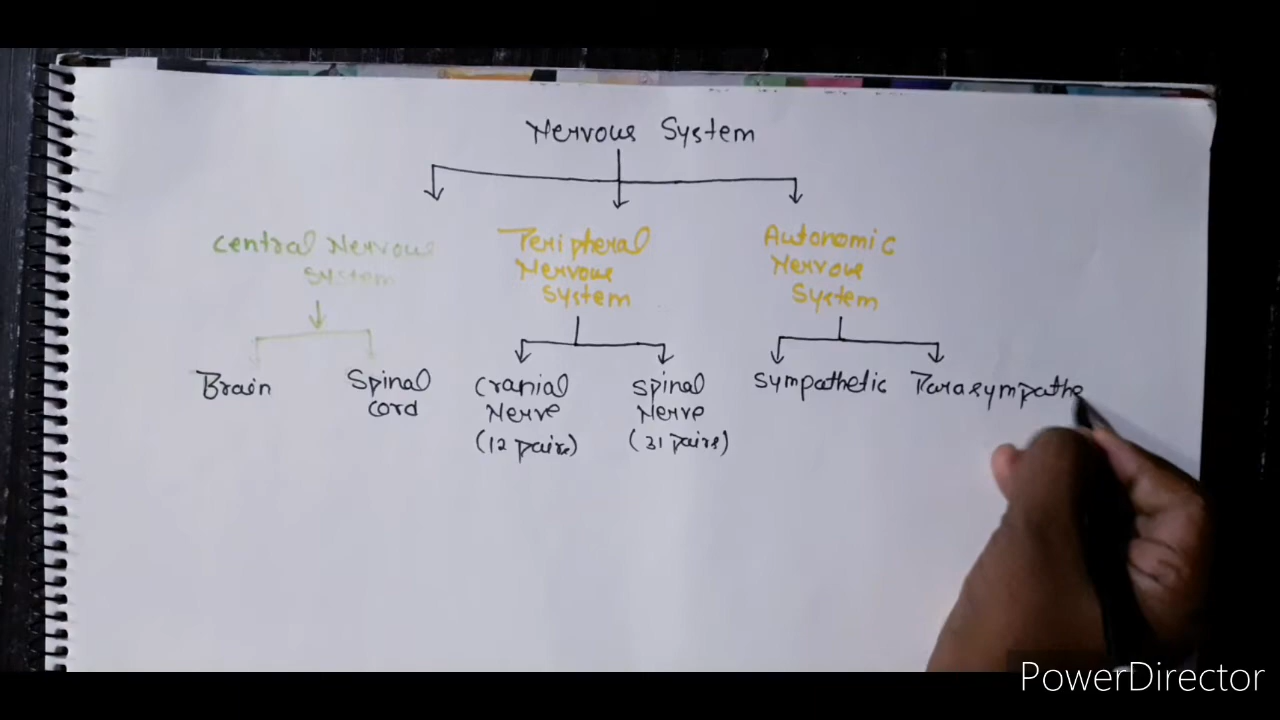 Nervous System
Central Nervous
System
Peripheral
Nervous
System
Autonomic
Nervous
System
Brain
Spinal
cord
Cranial
Nerve
(12 pairs)
Spinal
Nerve
(31 pairs)
Sympathetic
Parasympathe
PowerDirector